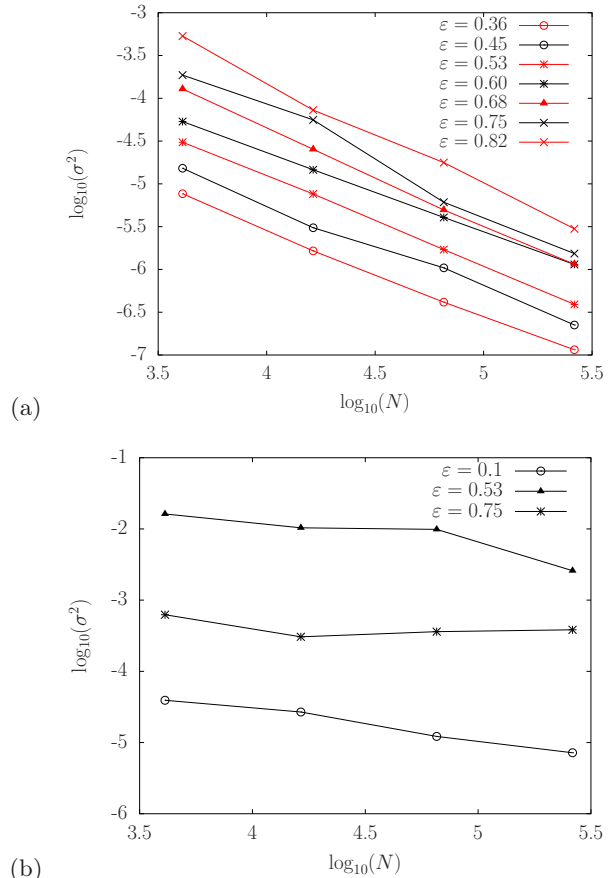 -3
-3.5
-4
-4.5
-5
-5.5
-6
-6.5
-7
log₁₀(σ²)
ε = 0.36
ε = 0.45
ε = 0.53
ε = 0.60
ε = 0.68
ε = 0.75
ε = 0.82
3.5 4 4.5 5 5.5
log₁₀(N)
(a)
-1
-2
-3
-4
-5
-6
log₁₀(σ²)
ε = 0.1
ε = 0.53
ε = 0.75
3.5 4 4.5 5 5.5
log₁₀(N)
(b)